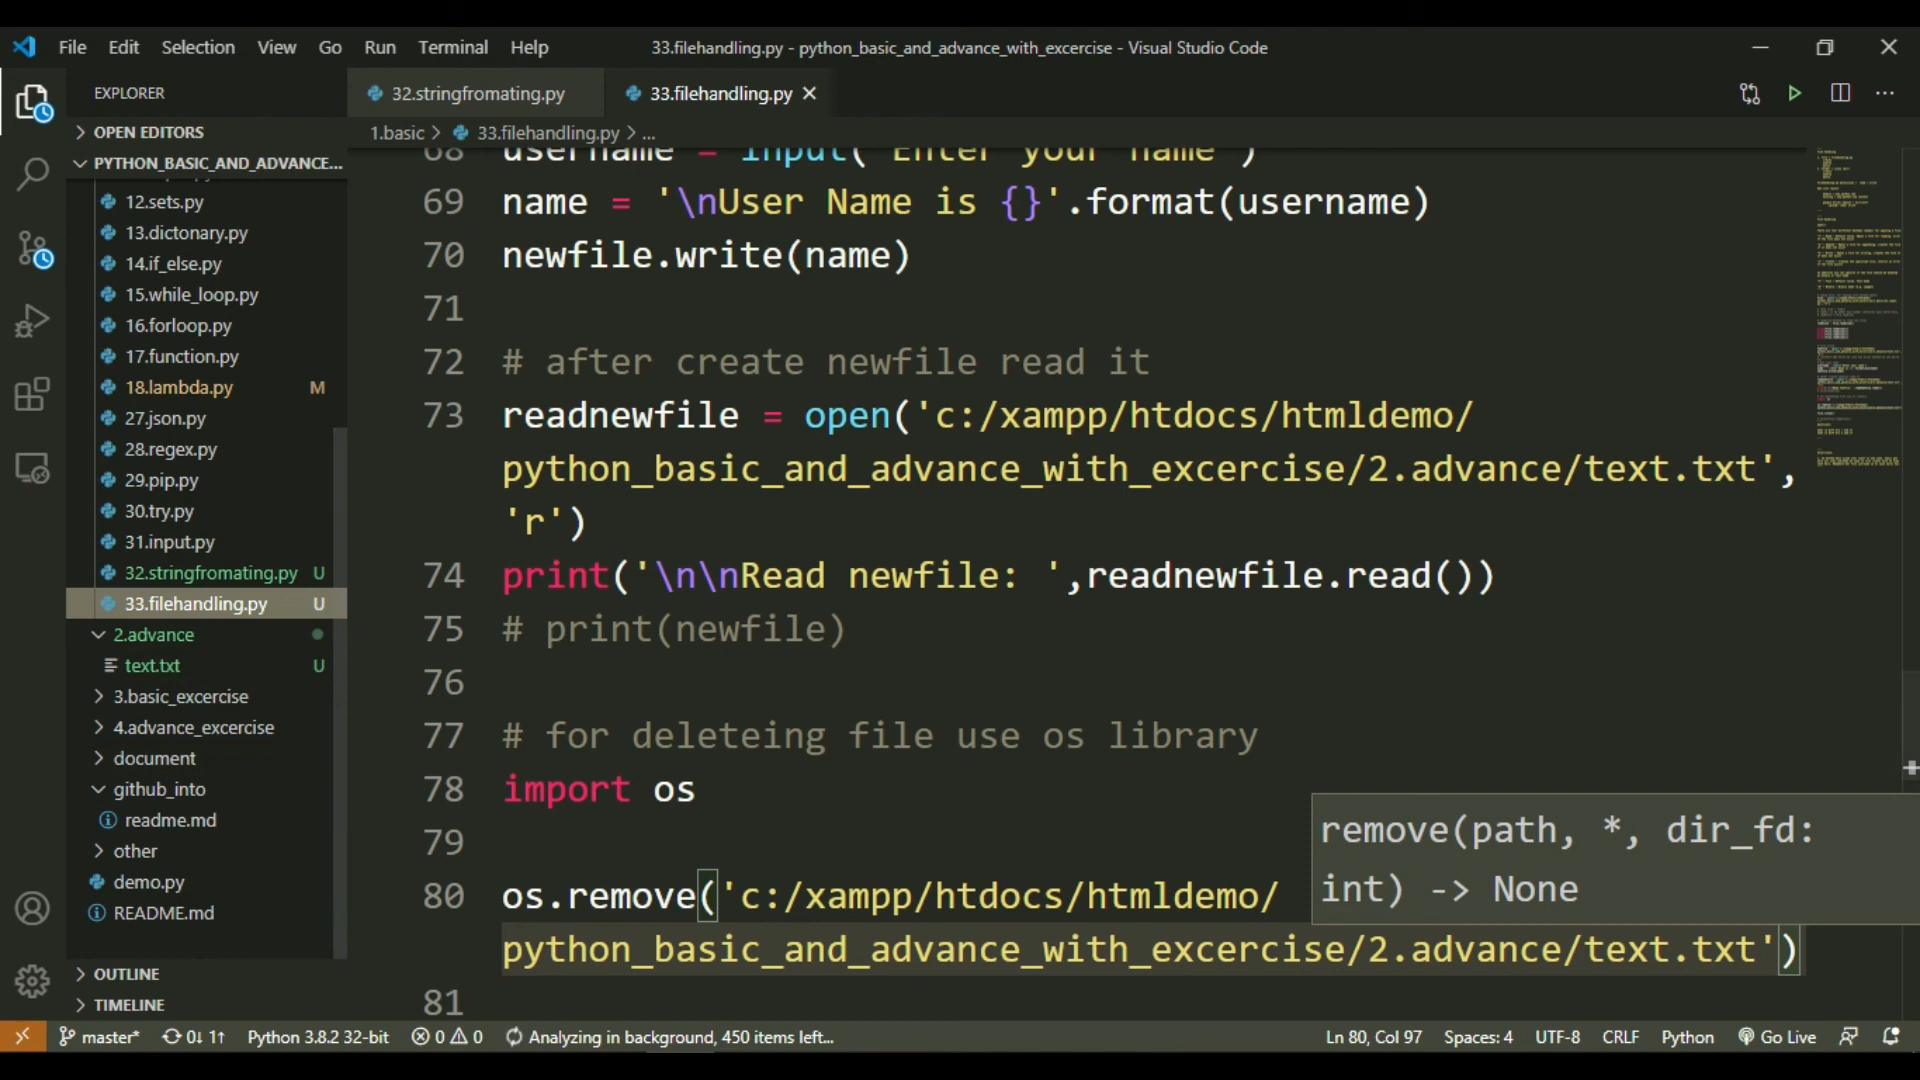 File Edit Selection View Go Run Terminal Help
33.filehandling.py - python_basic_and_advance_with_excercise - Visual Studio Code
EXPLORER
OPEN EDITORS
PYTHON_BASIC_AND_ADVANCE...
12.sets.py
13.dictonary.py
14.if_else.py
15.while_loop.py
16.forloop.py
17.function.py
18.lambda.py M
27.json.py
28.regex.py
29.pip.py
30.try.py
31.input.py
32.stringfromating.py U
33.filehandling.py U
2.advance
text.txt U
3.basic_excercise
4.advance_excercise
document
github_into
readme.md
other
demo.py
README.md
OUTLINE
TIMELINE
32.stringfromating.py
33.filehandling.py
1.basic > 33.filehandling.py > ...
68 username = input('Enter your name')
69 name = '\nUser Name is {}'.format(username)
70 newfile.write(name)
71
72 # after create newfile read it
73 readnewfile = open('c:/xampp/htdocs/htmldemo/
python_basic_and_advance_with_excercise/2.advance/text.txt',
'r')
74 print('\n\nRead newfile: ',readnewfile.read())
75 # print(newfile)
76
77 # for deleteing file use os library
78 import os
79
remove(path, *, dir_fd:
int) -> None
80 os.remove('c:/xampp/htdocs/htmldemo/
python_basic_and_advance_with_excercise/2.advance/text.txt')
81
master* 0↓ 1↑ Python 3.8.2 32-bit 0 0 Analyzing in background, 450 items left... Ln 80, Col 97 Spaces: 4 UTF-8 CRLF Python Go Live